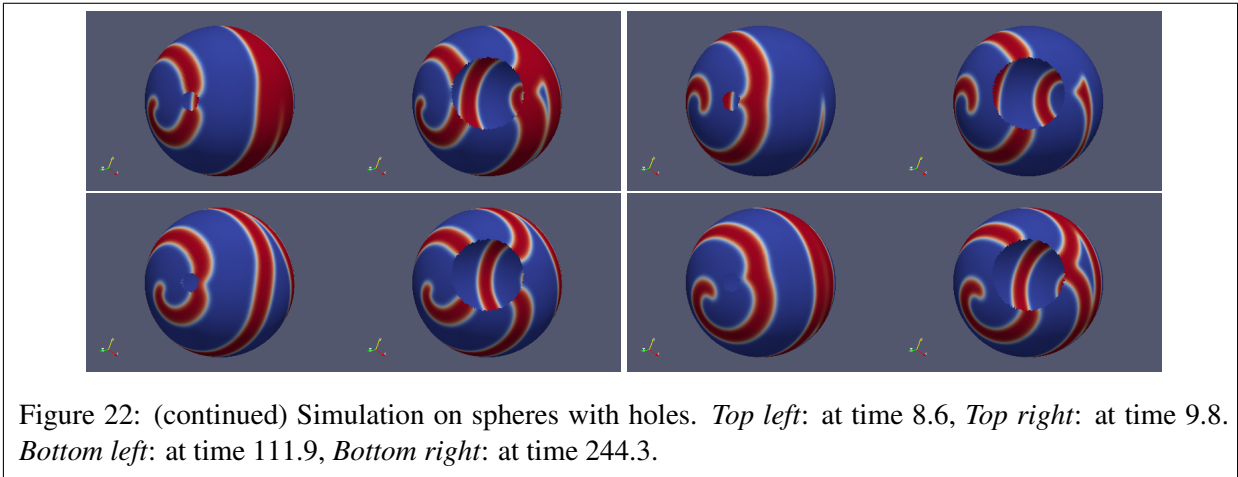 Figure 22: (continued) Simulation on spheres with holes. Top left: at time 8.6, Top right: at time 9.8.
Bottom left: at time 111.9, Bottom right: at time 244.3.